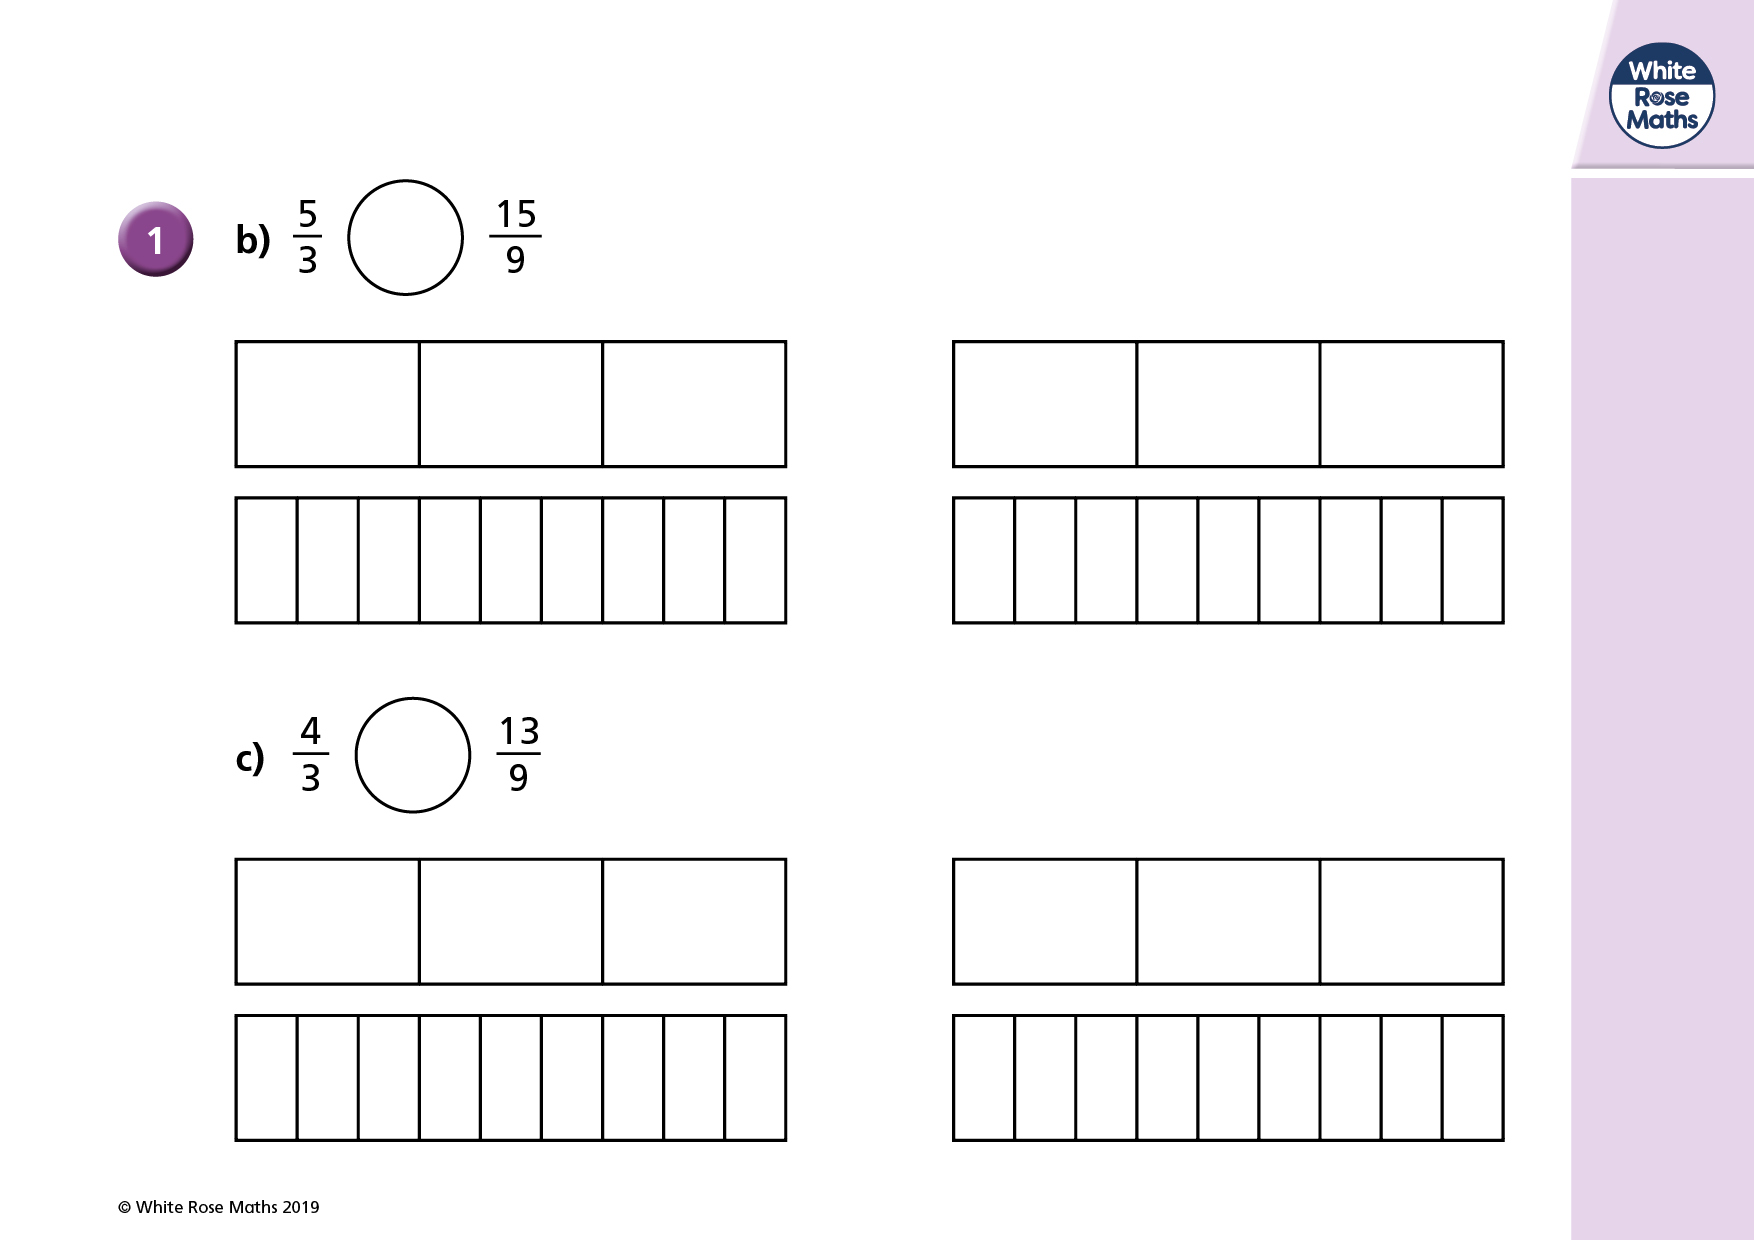 White
Rose
Maths
1 b) 5/3 15/9
c) 4/3 13/9
© White Rose Maths 2019